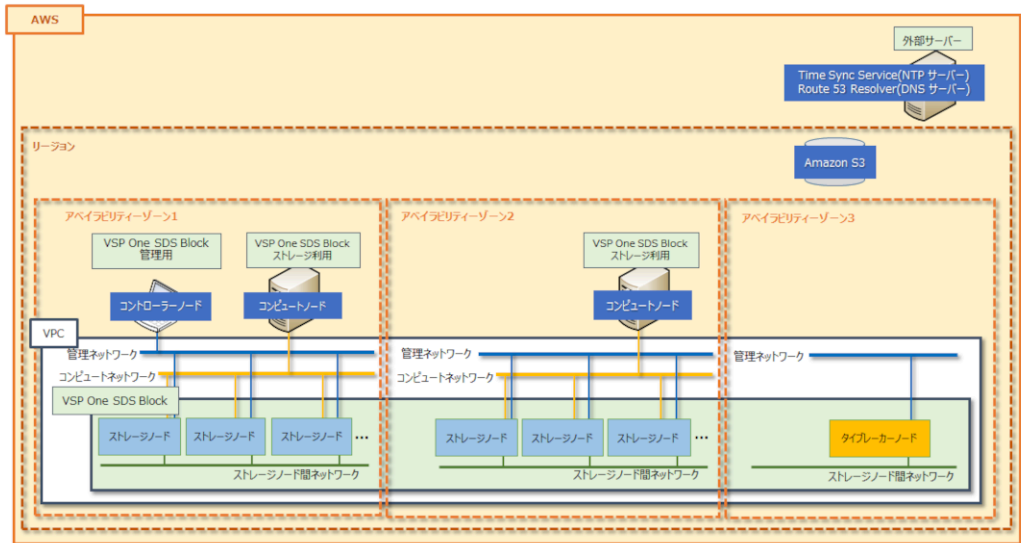 AWS
外部サーバー
Time Sync Service(NTP サーバー)
Route 53 Resolver(DNS サーバー)
リージョン
Amazon S3
アベイラビリティーゾーン1
アベイラビリティーゾーン2
アベイラビリティーゾーン3
VSP One SDS Block
管理用
VSP One SDS Block
ストレージ利用
VSP One SDS Block
ストレージ利用
コントローラーノード
コンピュートノード
コンピュートノード
VPC
管理ネットワーク
管理ネットワーク
管理ネットワーク
コンピュートネットワーク
コンピュートネットワーク
VSP One SDS Block
ストレージノード
ストレージノード
ストレージノード
…
ストレージノード
ストレージノード
ストレージノード
…
タイブレーカーノード
ストレージノード間ネットワーク
ストレージノード間ネットワーク
ストレージノード間ネットワーク